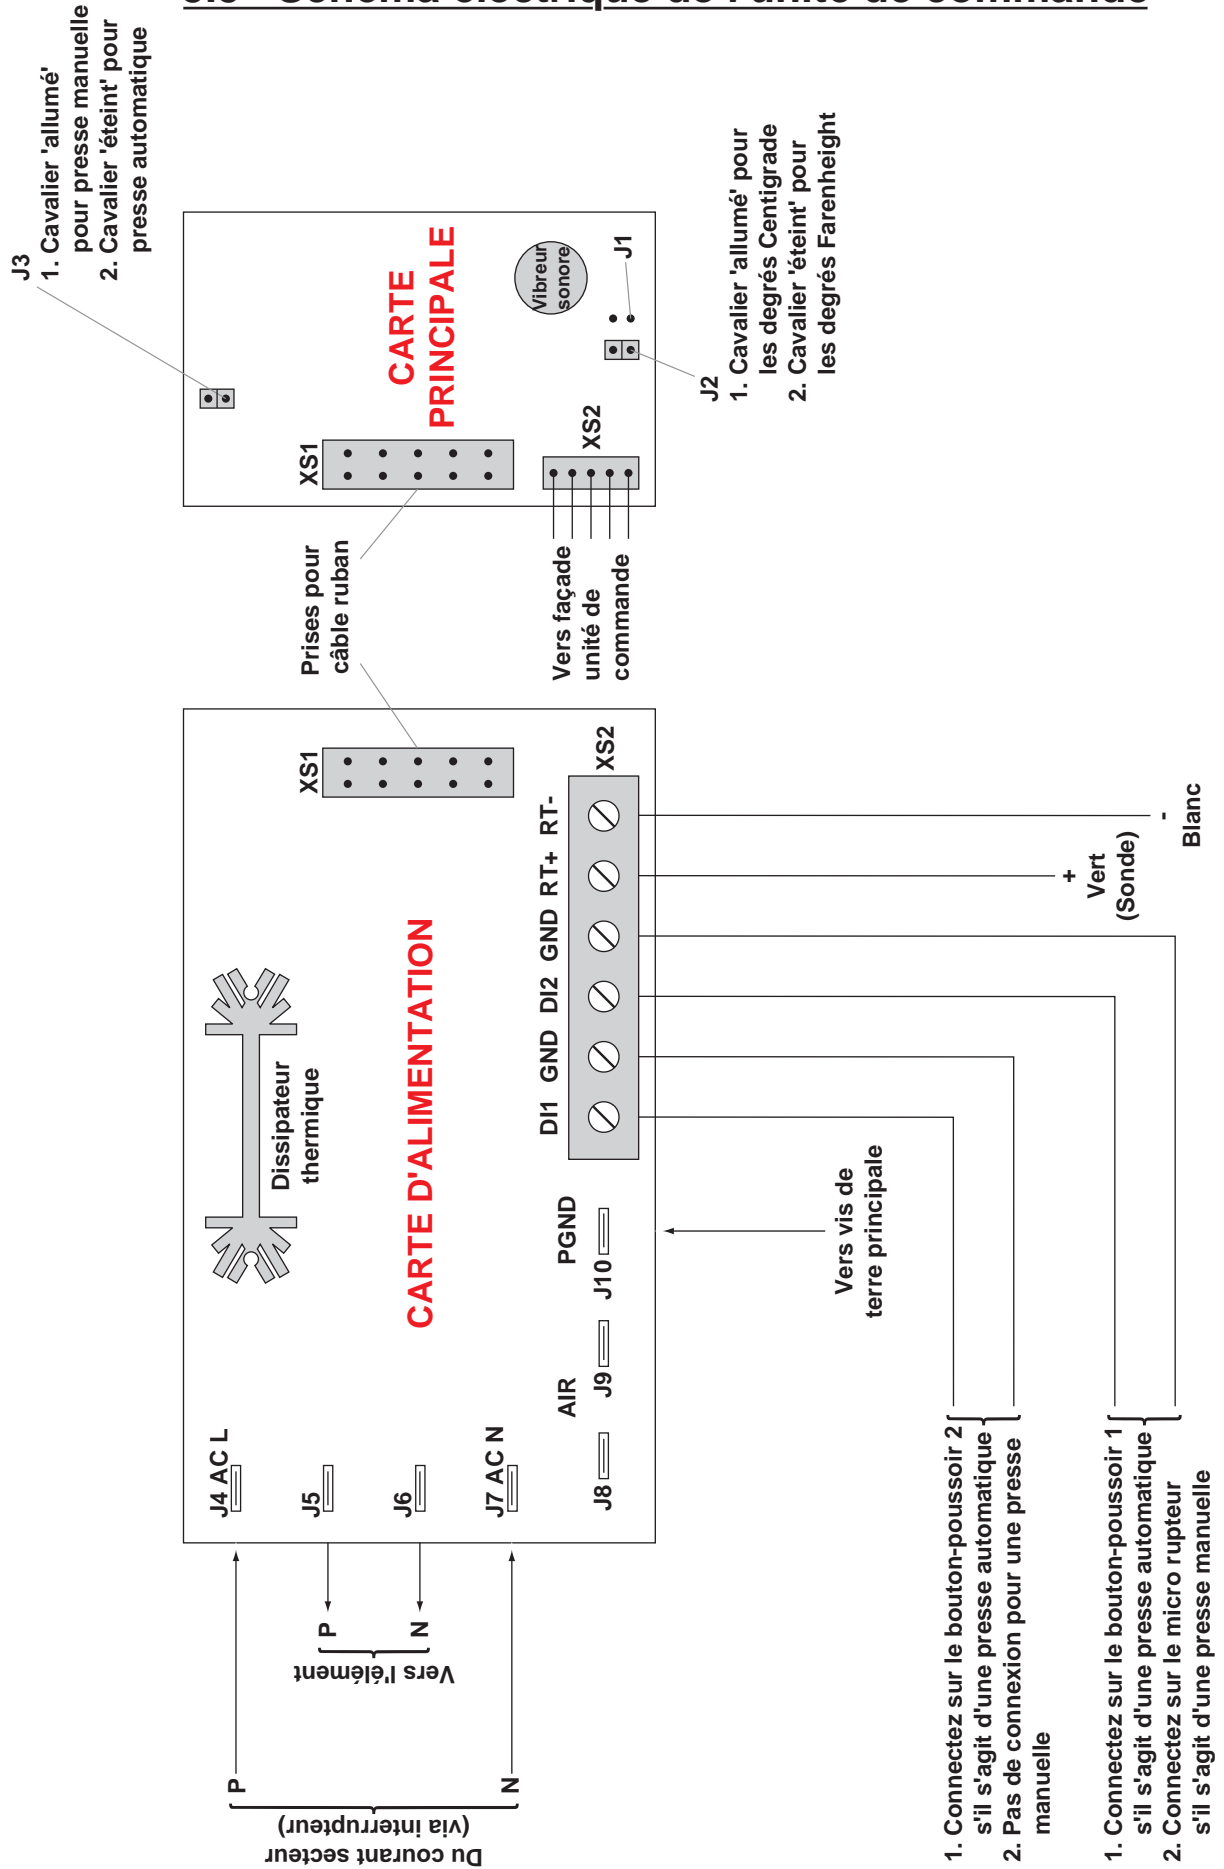 Schéma électrique de l'unité de commande
J3
1. Cavalier 'allumé'
pour presse manuelle
2. Cavalier 'éteint' pour
presse automatique
CARTE
PRINCIPALE
Vibreur
sonore
J1
J2
1. Cavalier 'allumé' pour
les degrés Centigrade
2. Cavalier 'éteint' pour
les degrés Farenheight
XS1
XS2
Prises pour
câble ruban
Vers façade
unité de
commande
XS1
XS2
Dissipateur
thermique
CARTE D'ALIMENTATION
DI1
GND
DI2
GND
RT+
RT-
J4 AC L
J5
J6
J7 AC N
J8
AIR
J9
PGND
J10
P
N
Vers l'élément
P
N
Du courant secteur
(via interrupteur)
Vers vis de
terre principale
+
Vert
(Sonde)
-
Blanc
1. Connectez sur le bouton-poussoir 2
s'il s'agit d'une presse automatique
2. Pas de connexion pour une presse
manuelle
1. Connectez sur le bouton-poussoir 1
s'il s'agit d'une presse automatique
2. Connectez sur le micro rupteur
s'il s'agit d'une presse manuelle